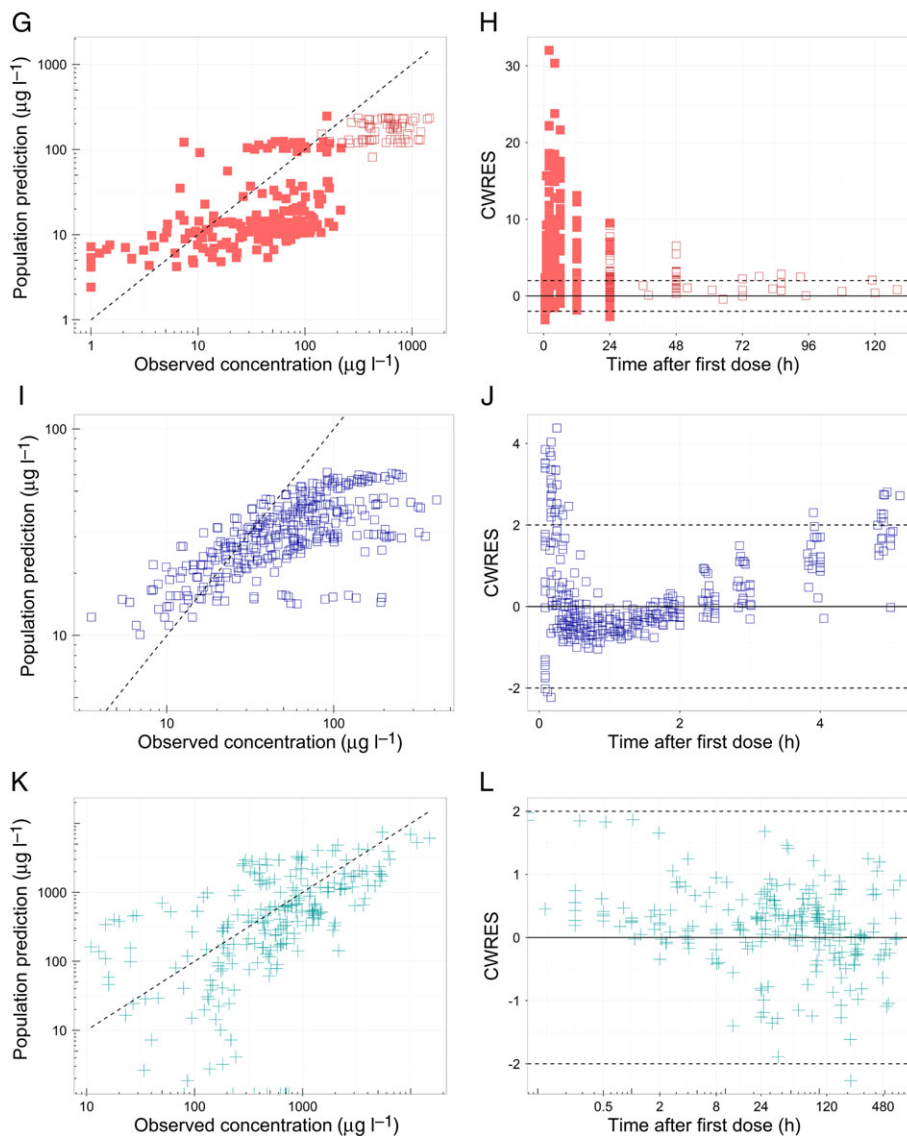 G
1000
100
10
1
1
10
100
1000
Population prediction (µg l⁻¹)
Observed concentration (µg l⁻¹)
H
30
20
10
0
0
24
48
72
96
120
CWRES
Time after first dose (h)
I
100
10
10
100
Population prediction (µg l⁻¹)
Observed concentration (µg l⁻¹)
J
4
2
0
-2
0
2
4
CWRES
Time after first dose (h)
K
1000
100
10
10
100
1000
Population prediction (µg l⁻¹)
Observed concentration (µg l⁻¹)
L
2
1
0
-1
-2
0.5
2
8
24
120
480
CWRES
Time after first dose (h)